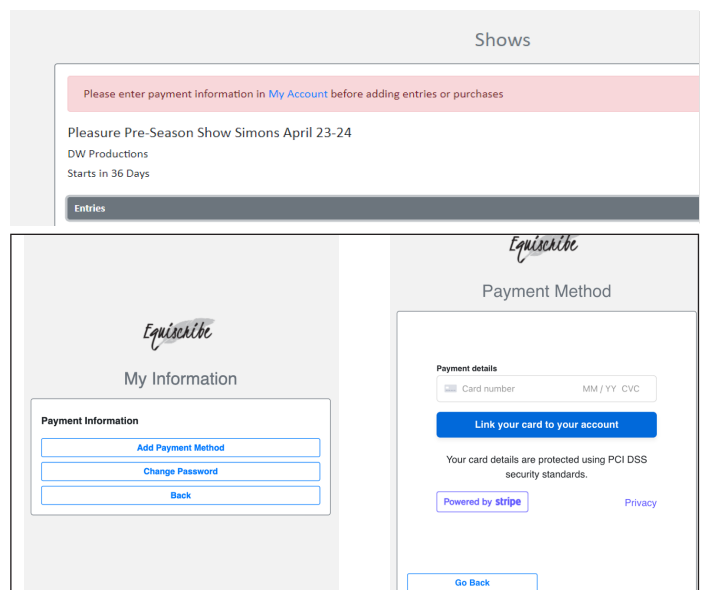 Shows
Please enter payment information in My Account before adding entries or purchases
Pleasure Pre-Season Show Simons April 23-24
DW Productions
Starts in 36 Days
Entries
Equiscribe
My Information
Payment Information
Add Payment Method
Change Password
Back
Equiscribe
Payment Method
Payment details
Card number MM / YY CVC
Link your card to your account
Your card details are protected using PCI DSS
security standards.
Powered by stripe
Privacy
Go Back